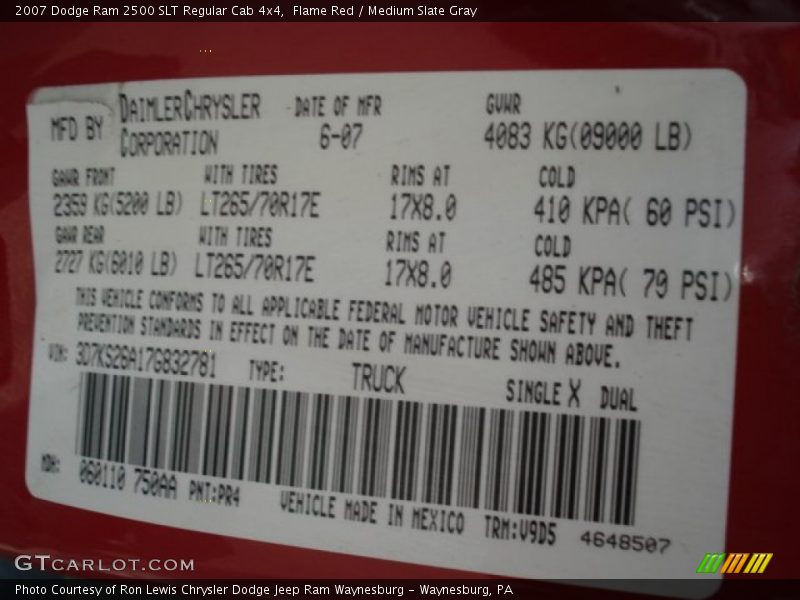 2007 Dodge Ram 2500 SLT Regular Cab 4x4,  Flame Red / Medium Slate Gray
MFD BY DAIMLERCHRYSLER CORPORATION DATE OF MFR 6-07 GVWR 4083 KG(09000 LB)
GAWR FRONT WITH TIRES RIMS AT COLD
2359 KG(5200 LB) LT265/70R17E 17X8.0 410 KPA( 60 PSI)
GAWR REAR WITH TIRES RIMS AT COLD
2727 KG(6010 LB) LT265/70R17E 17X8.0 485 KPA( 70 PSI)
THIS VEHICLE CONFORMS TO ALL APPLICABLE FEDERAL MOTOR VEHICLE SAFETY AND THEFT
PREVENTION STANDARDS IN EFFECT ON THE DATE OF MANUFACTURE SHOWN ABOVE.
VIN: 3D7KS26A17G832781 TYPE: TRUCK SINGLE X DUAL
MDH: 060110 750AA PNT:PR4 VEHICLE MADE IN MEXICO TRM:V9D5 4648507
GTCARLOT.COM
Photo Courtesy of Ron Lewis Chrysler Dodge Jeep Ram Waynesburg - Waynesburg, PA